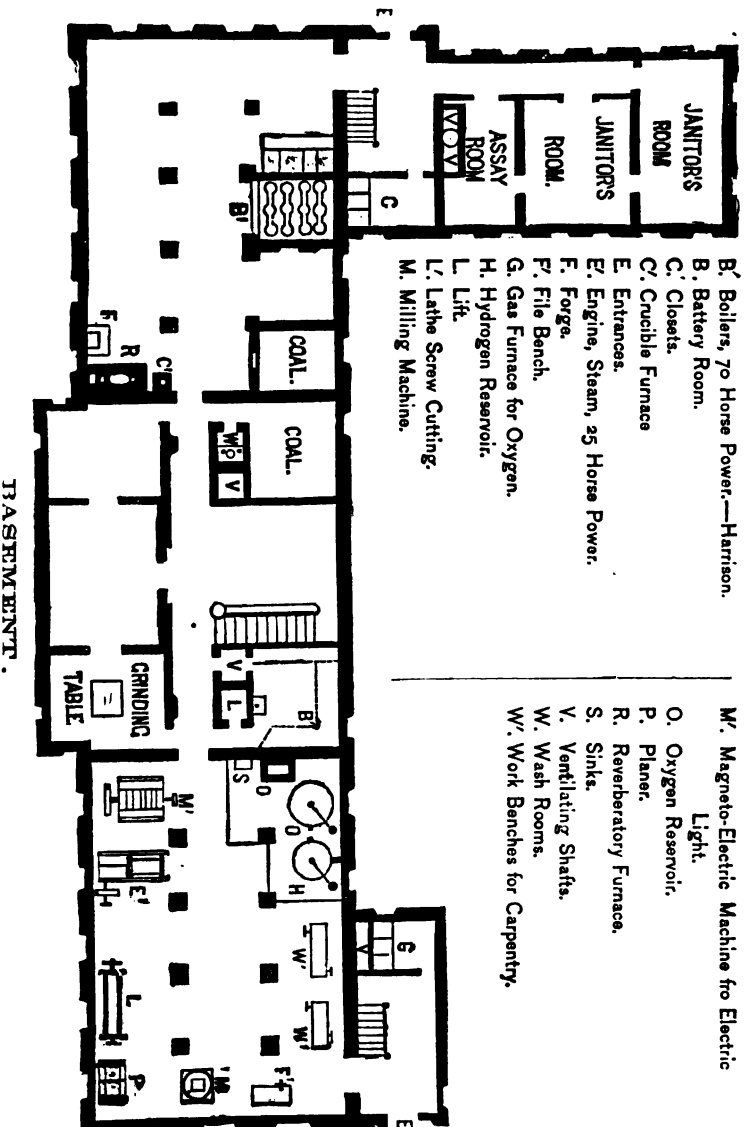 JANITOR'S
ROOM
JANITOR'S
ROOM.
ASSAY
ROOM
V V
C
E
B'. Boilers, 70 Horse Power.—Harrison.
B. Battery Room.
C.' Closets.
C'. Crucible Furnace
E. Entrances.
E'. Engine, Steam, 25 Horse Power.
F. Forge.
F'. File Bench.
G. Gas Furnace for Oxygen.
H. Hydrogen Reservoir.
L. Lift.
L'. Lathe Screw Cutting.
M. Milling Machine.
M'. Magneto-Electric Machine fro Electric
Light.
O. Oxygen Reservoir.
P. Planer.
R. Reverberatory Furnace.
S. Sinks.
V. Ventilating Shafts.
W. Wash Rooms.
W'. Work Benches for Carpentry.
B'
COAL.
COAL.
W
V
V
L
B
S
O
H
G
E
W'
W'
F
R
C'
GRINDING
TABLE
M'
E'
L
P.
M
F'
BASEMENT.